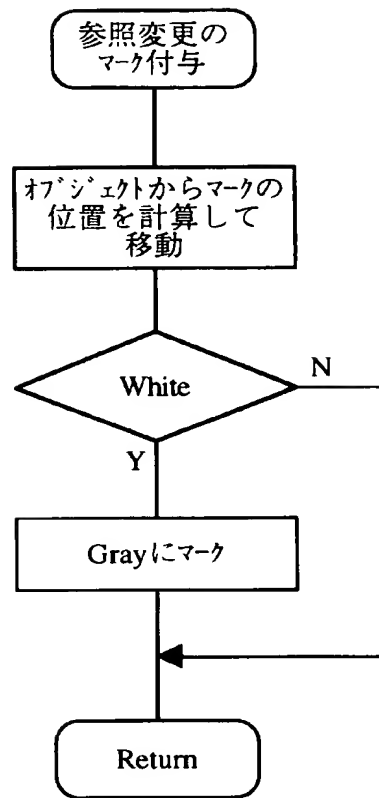 参照変更の
マーク付与
オブジェクトからマークの
位置を計算して
移動
White
N
Y
Grayにマーク
Return